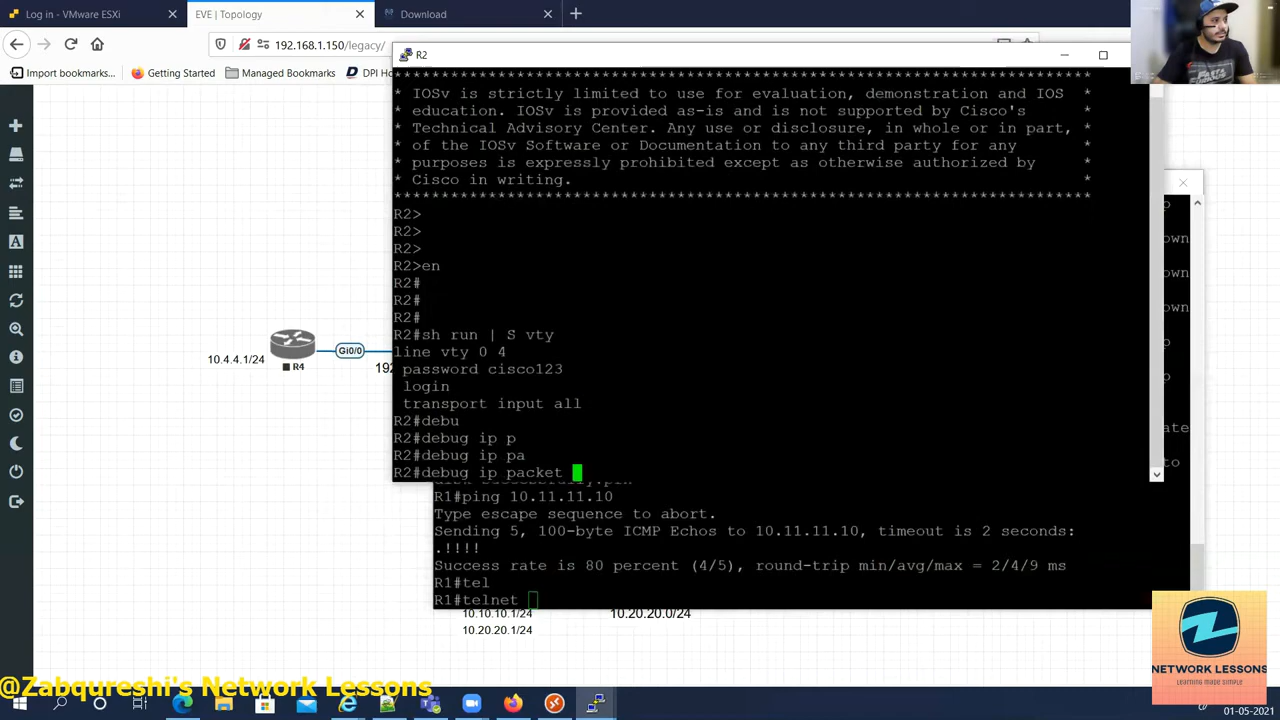 Log in - VMware ESXi
EVE | Topology
Download
192.168.1.150/legacy/
Import bookmarks...
Getting Started
Managed Bookmarks
DPI Ho
R2
* IOSv is strictly limited to use for evaluation, demonstration and IOS *
* education. IOSv is provided as-is and is not supported by Cisco's *
* Technical Advisory Center. Any use or disclosure, in whole or in part, *
* of the IOSv Software or Documentation to any third party for any *
* purposes is expressly prohibited except as otherwise authorized by *
* Cisco in writing. *
**************************************************************************
R2>
R2>
R2>
R2>en
R2#
R2#
R2#
R2#sh run | S vty
line vty 0 4
password cisco123
login
transport input all
R2#debu
R2#debug ip p
R2#debug ip pa
R2#debug ip packet
R1#ping 10.11.11.10
Type escape sequence to abort.
Sending 5, 100-byte ICMP Echos to 10.11.11.10, timeout is 2 seconds:
.!!!!
Success rate is 80 percent (4/5), round-trip min/avg/max = 2/4/9 ms
R1#tel
R1#telnet
10.4.4.1/24
R4
Gi0/0
192
p
own
own
own
p
p
ate
to
10.10.10.1/24
10.20.20.1/24
10.20.20.0/24
NETWORK LESSONS
Learning made simple
@Zabqureshi's Network Lessons
01-05-2021